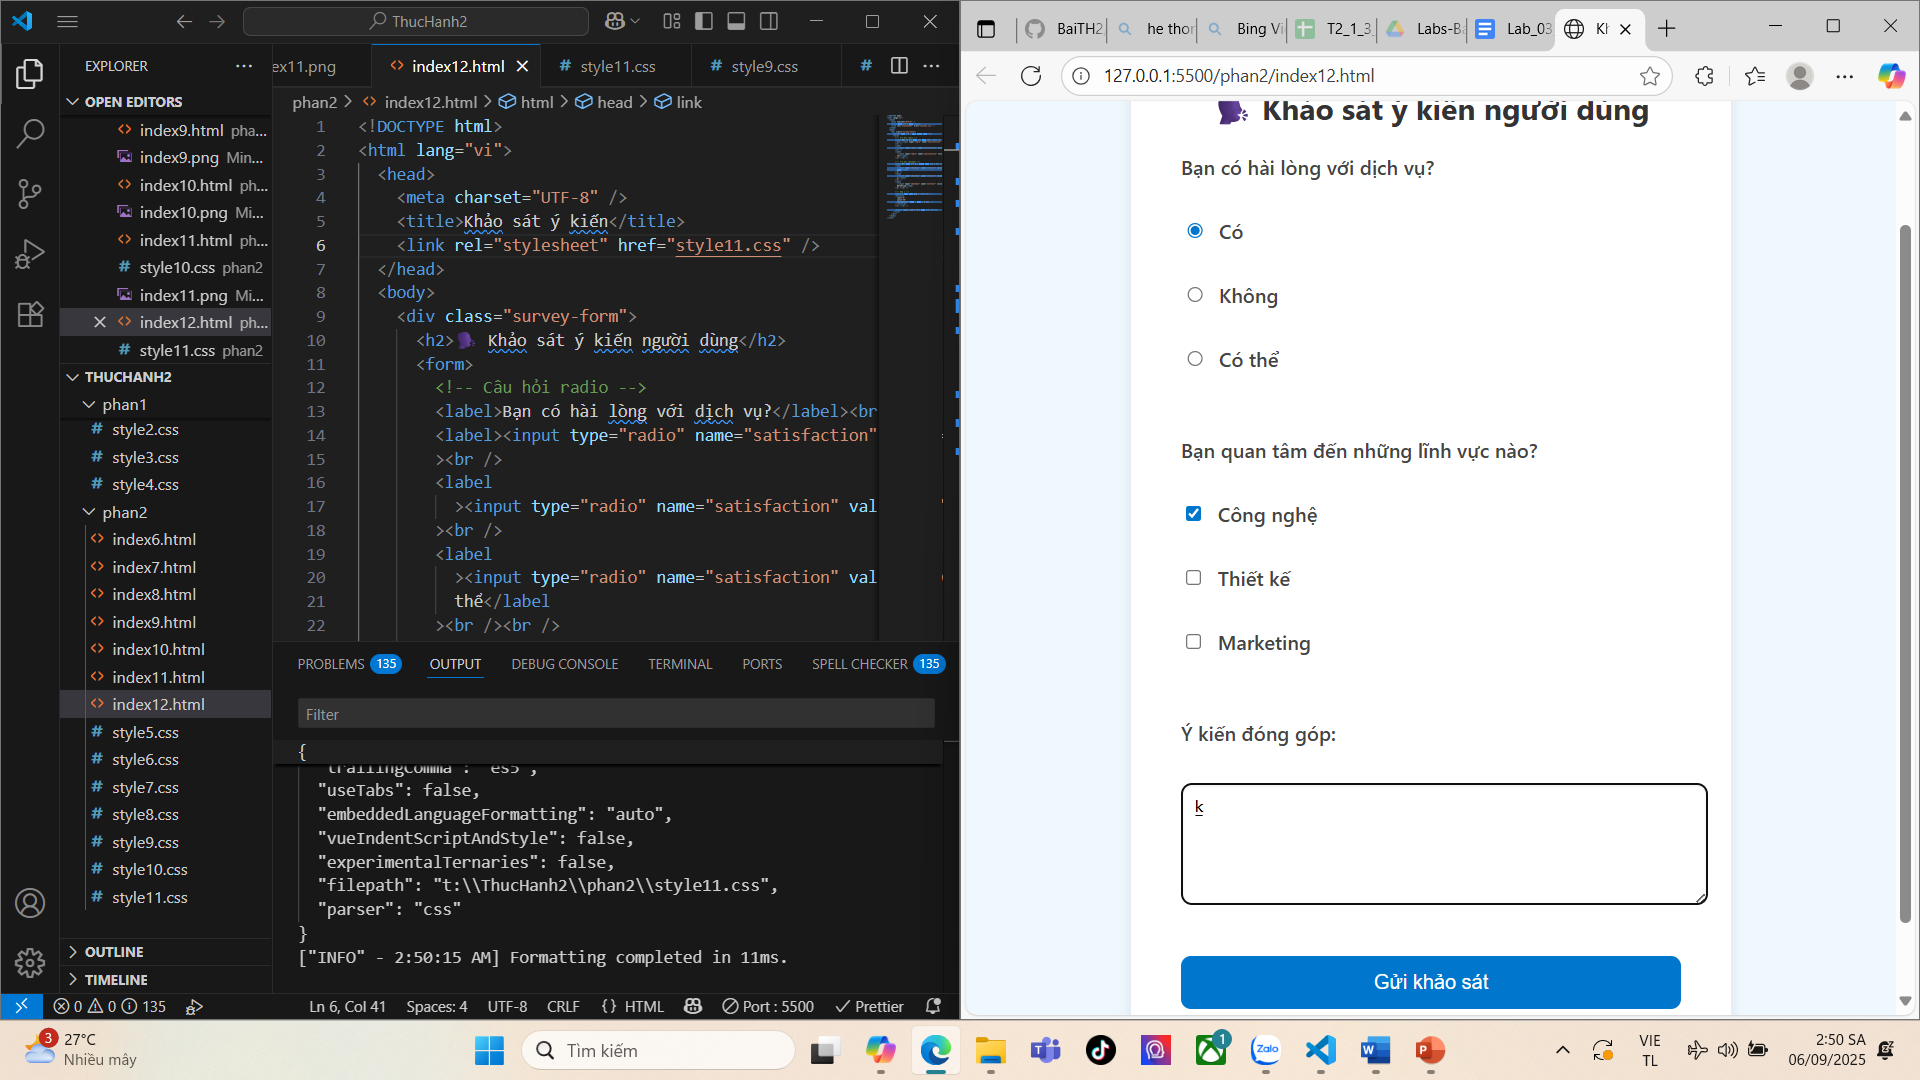 ThucHanh2
EXPLORER
OPEN EDITORS
index9.html pha...
index9.png Min...
index10.html ph...
index10.png Mi...
index11.html ph...
style10.css phan2
index11.png Mi...
index12.html ph...
style11.css phan2
THUCHANH2
phan1
style2.css
style3.css
style4.css
phan2
index6.html
index7.html
index8.html
index9.html
index10.html
index11.html
index12.html
style5.css
style6.css
style7.css
style8.css
style9.css
style10.css
style11.css
OUTLINE
TIMELINE
ex11.png
index12.html
style11.css
style9.css
phan2 > index12.html > html > head > link
1 <!DOCTYPE html>
2 <html lang="vi">
3 <head>
4 <meta charset="UTF-8" />
5 <title>Khảo sát ý kiến</title>
6 <link rel="stylesheet" href="style11.css" />
7 </head>
8 <body>
9 <div class="survey-form">
10 <h2>🗣 Khảo sát ý kiến người dùng</h2>
11 <form>
12 <!-- Câu hỏi radio -->
13 <label>Bạn có hài lòng với dịch vụ?</label><br
14 <label><input type="radio" name="satisfaction"
15 ><br />
16 <label
17 ><input type="radio" name="satisfaction" val
18 ><br />
19 <label
20 ><input type="radio" name="satisfaction" val
21 thể</label
22 ><br /><br />
PROBLEMS 135 OUTPUT DEBUG CONSOLE TERMINAL PORTS SPELL CHECKER 135
Filter
{
"trailingComma": "es5",
"useTabs": false,
"embeddedLanguageFormatting": "auto",
"vueIndentScriptAndStyle": false,
"experimentalTernaries": false,
"filepath": "t:\\ThucHanh2\\phan2\\style11.css",
"parser": "css"
}
["INFO" - 2:50:15 AM] Formatting completed in 11ms.
0 0 135 Ln 6, Col 41 Spaces: 4 UTF-8 CRLF {} HTML Port : 5500 Prettier
BaiTH2
he thor
Bing Vi
T2_1_3_
Labs-Ba
Lab_03
Kh
127.0.0.1:5500/phan2/index12.html
🗣 Khảo sát ý kiến người dùng
Bạn có hài lòng với dịch vụ?
Có
Không
Có thể
Bạn quan tâm đến những lĩnh vực nào?
Công nghệ
Thiết kế
Marketing
Ý kiến đóng góp:
k
Gửi khảo sát
3
27°C
Nhiều mây
Tìm kiếm
1
Zalo
VIE
TL
2:50 SA
06/09/2025